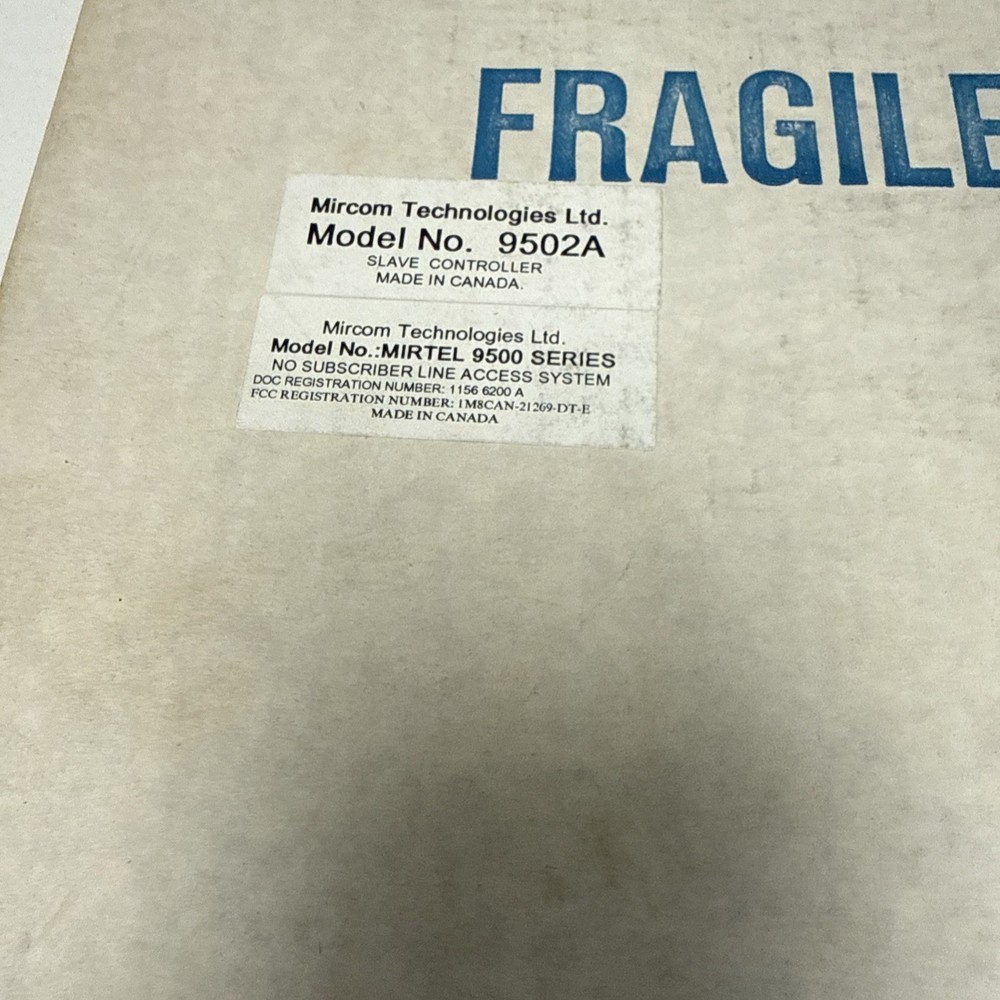 FRAGILE
Mircom Technologies Ltd.
Model No. 9502A
SLAVE CONTROLLER
MADE IN CANADA.
Mircom Technologies Ltd.
Model No.:MIRTEL 9500 SERIES
NO SUBSCRIBER LINE ACCESS SYSTEM
DOC REGISTRATION NUMBER: 1156 6200 A
FCC REGISTRATION NUMBER: 1M8CAN-21269-DT-E
MADE IN CANADA